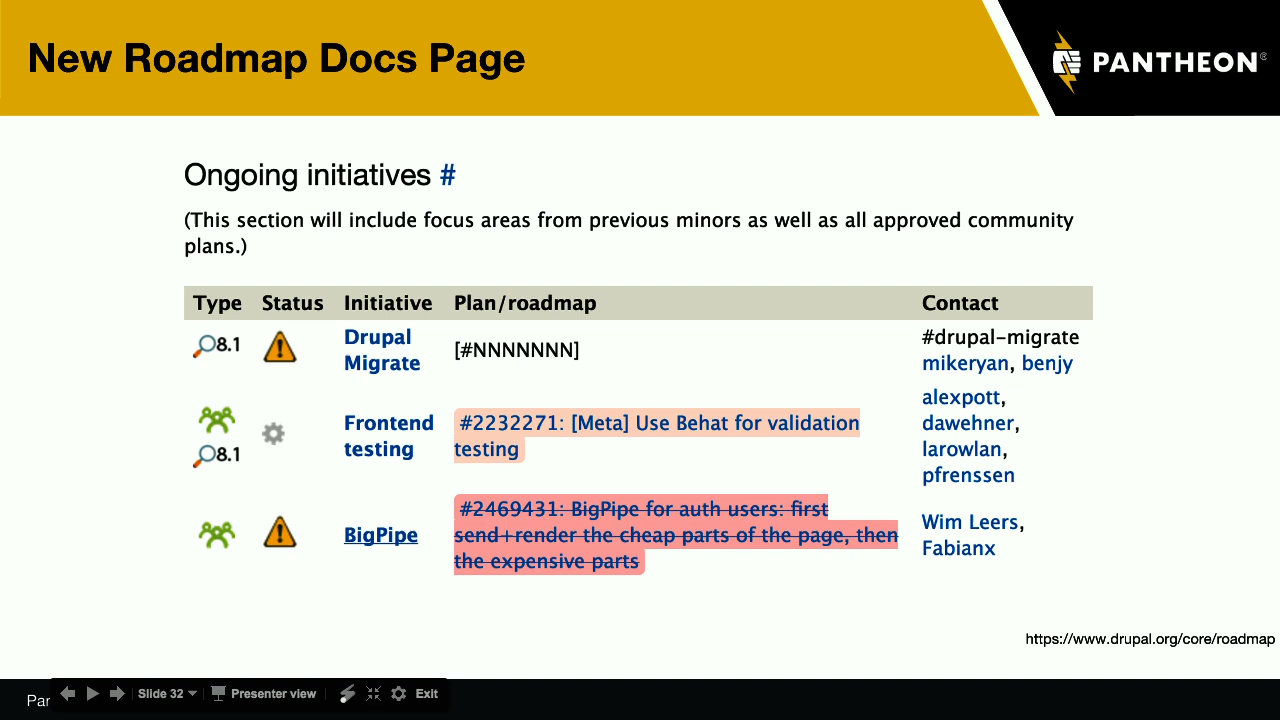 New Roadmap Docs Page
PANTHEON®
Ongoing initiatives #
(This section will include focus areas from previous minors as well as all approved community
plans.)
Type Status Initiative Plan/roadmap Contact
8.1 Drupal Migrate [#NNNNNNN] #drupal-migrate
mikeryan, benjy
8.1 Frontend testing #2232271: [Meta] Use Behat for validation
testing
alexpott,
dawehner,
larowlan,
pfrenssen
BigPipe #2469431: BigPipe for auth users: first
send+render the cheap parts of the page, then
the expensive parts
Wim Leers,
Fabianx
https://www.drupal.org/core/roadmap
Par Slide 32 Presenter view Exit